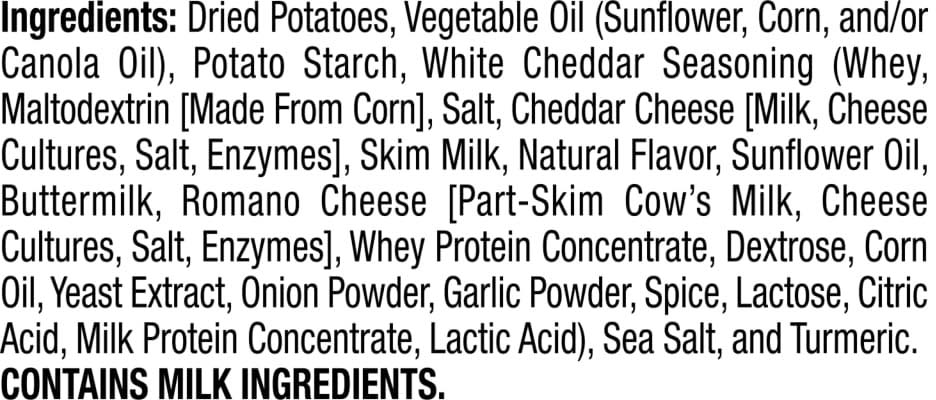 Ingredients: Dried Potatoes, Vegetable Oil (Sunflower, Corn, and/or
Canola Oil), Potato Starch, White Cheddar Seasoning (Whey,
Maltodextrin [Made From Corn], Salt, Cheddar Cheese [Milk, Cheese
Cultures, Salt, Enzymes], Skim Milk, Natural Flavor, Sunflower Oil,
Buttermilk, Romano Cheese [Part-Skim Cow’s Milk, Cheese
Cultures, Salt, Enzymes], Whey Protein Concentrate, Dextrose, Corn
Oil, Yeast Extract, Onion Powder, Garlic Powder, Spice, Lactose, Citric
Acid, Milk Protein Concentrate, Lactic Acid), Sea Salt, and Turmeric.
CONTAINS MILK INGREDIENTS.